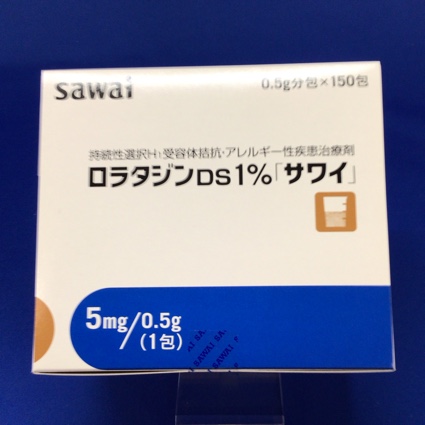 sawai
0.5g分包×150包
持続性選択H₁受容体拮抗・アレルギー性疾患治療剤
ロラタジンDS1%「サワイ」
5mg/0.5g
(1包)
SAWAI